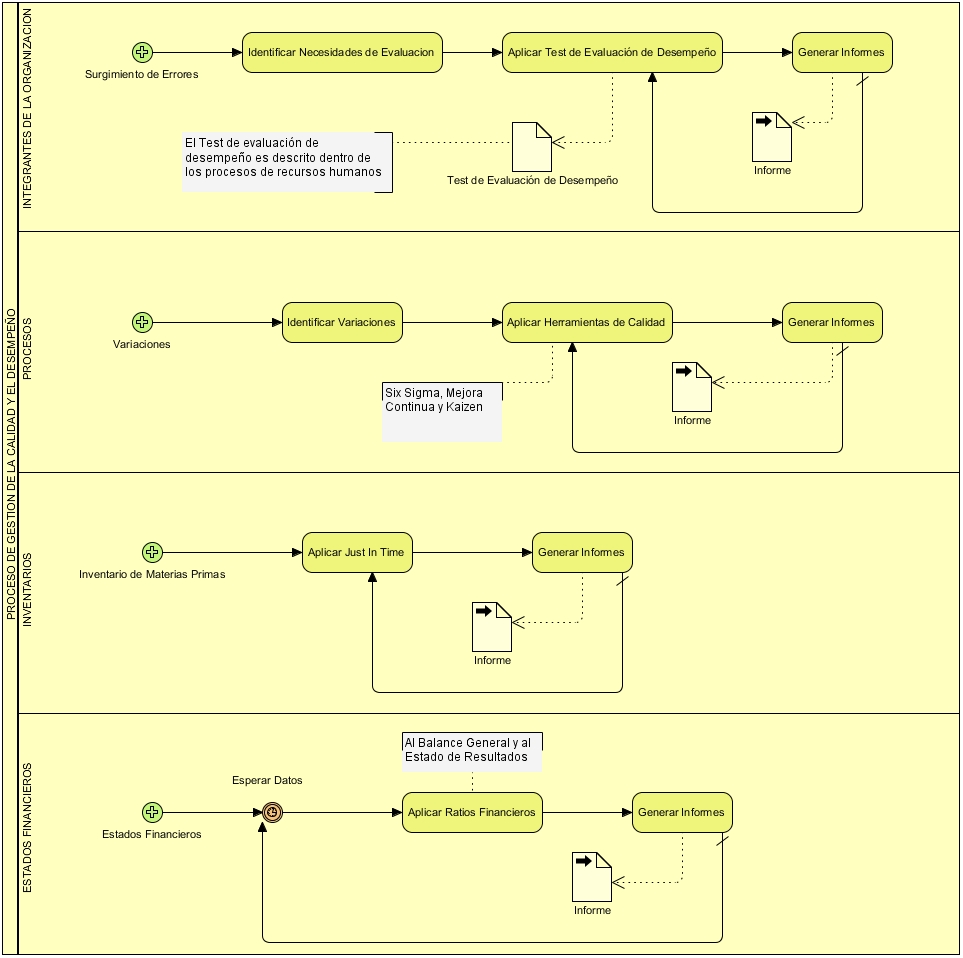 PROCESO DE GESTION DE LA CALIDAD Y EL DESEMPEÑO
INTEGRANTES DE LA ORGANIZACION
Surgimiento de Errores
Identificar Necesidades de Evaluacion
Aplicar Test de Evaluación de Desempeño
Generar Informes
El Test de evaluación de
desempeño es descrito dentro de
los procesos de recursos humanos
Test de Evaluación de Desempeño
Informe
PROCESOS
Variaciones
Identificar Variaciones
Aplicar Herramientas de Calidad
Generar Informes
Six Sigma, Mejora
Continua y Kaizen
Informe
INVENTARIOS
Inventario de Materias Primas
Aplicar Just In Time
Generar Informes
Informe
ESTADOS FINANCIEROS
Al Balance General y al
Estado de Resultados
Esperar Datos
Estados Financieros
Aplicar Ratios Financieros
Generar Informes
Informe